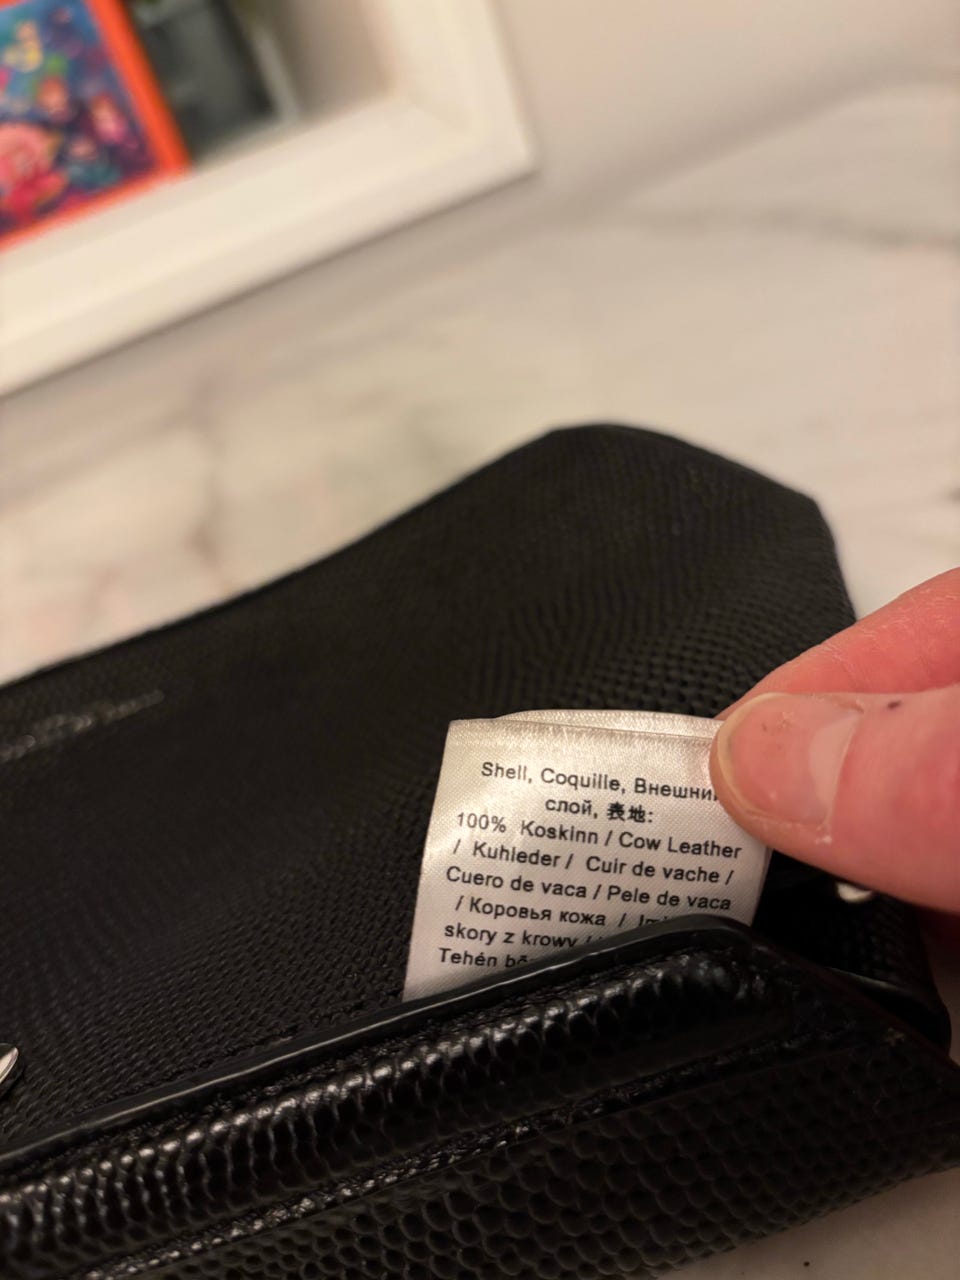 Shell, Coquille, Внешний
слой, 表地:
100% Koskinn / Cow Leather
/ Kuhleder / Cuir de vache /
Cuero de vaca / Pele de vaca
/ Коровья кожа /
skory z krowy /
Tehén